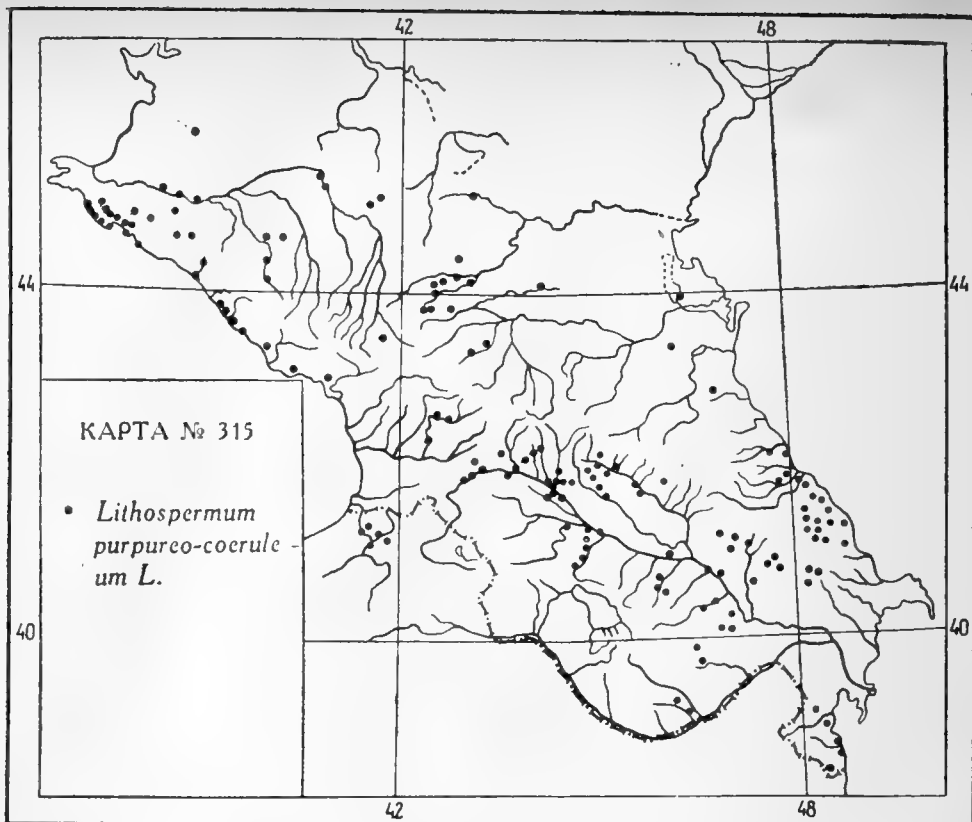 42 48
44 44
КАРТА № 315
Lithospermum
purpureo-coerule-
um L.
40 40
42 48